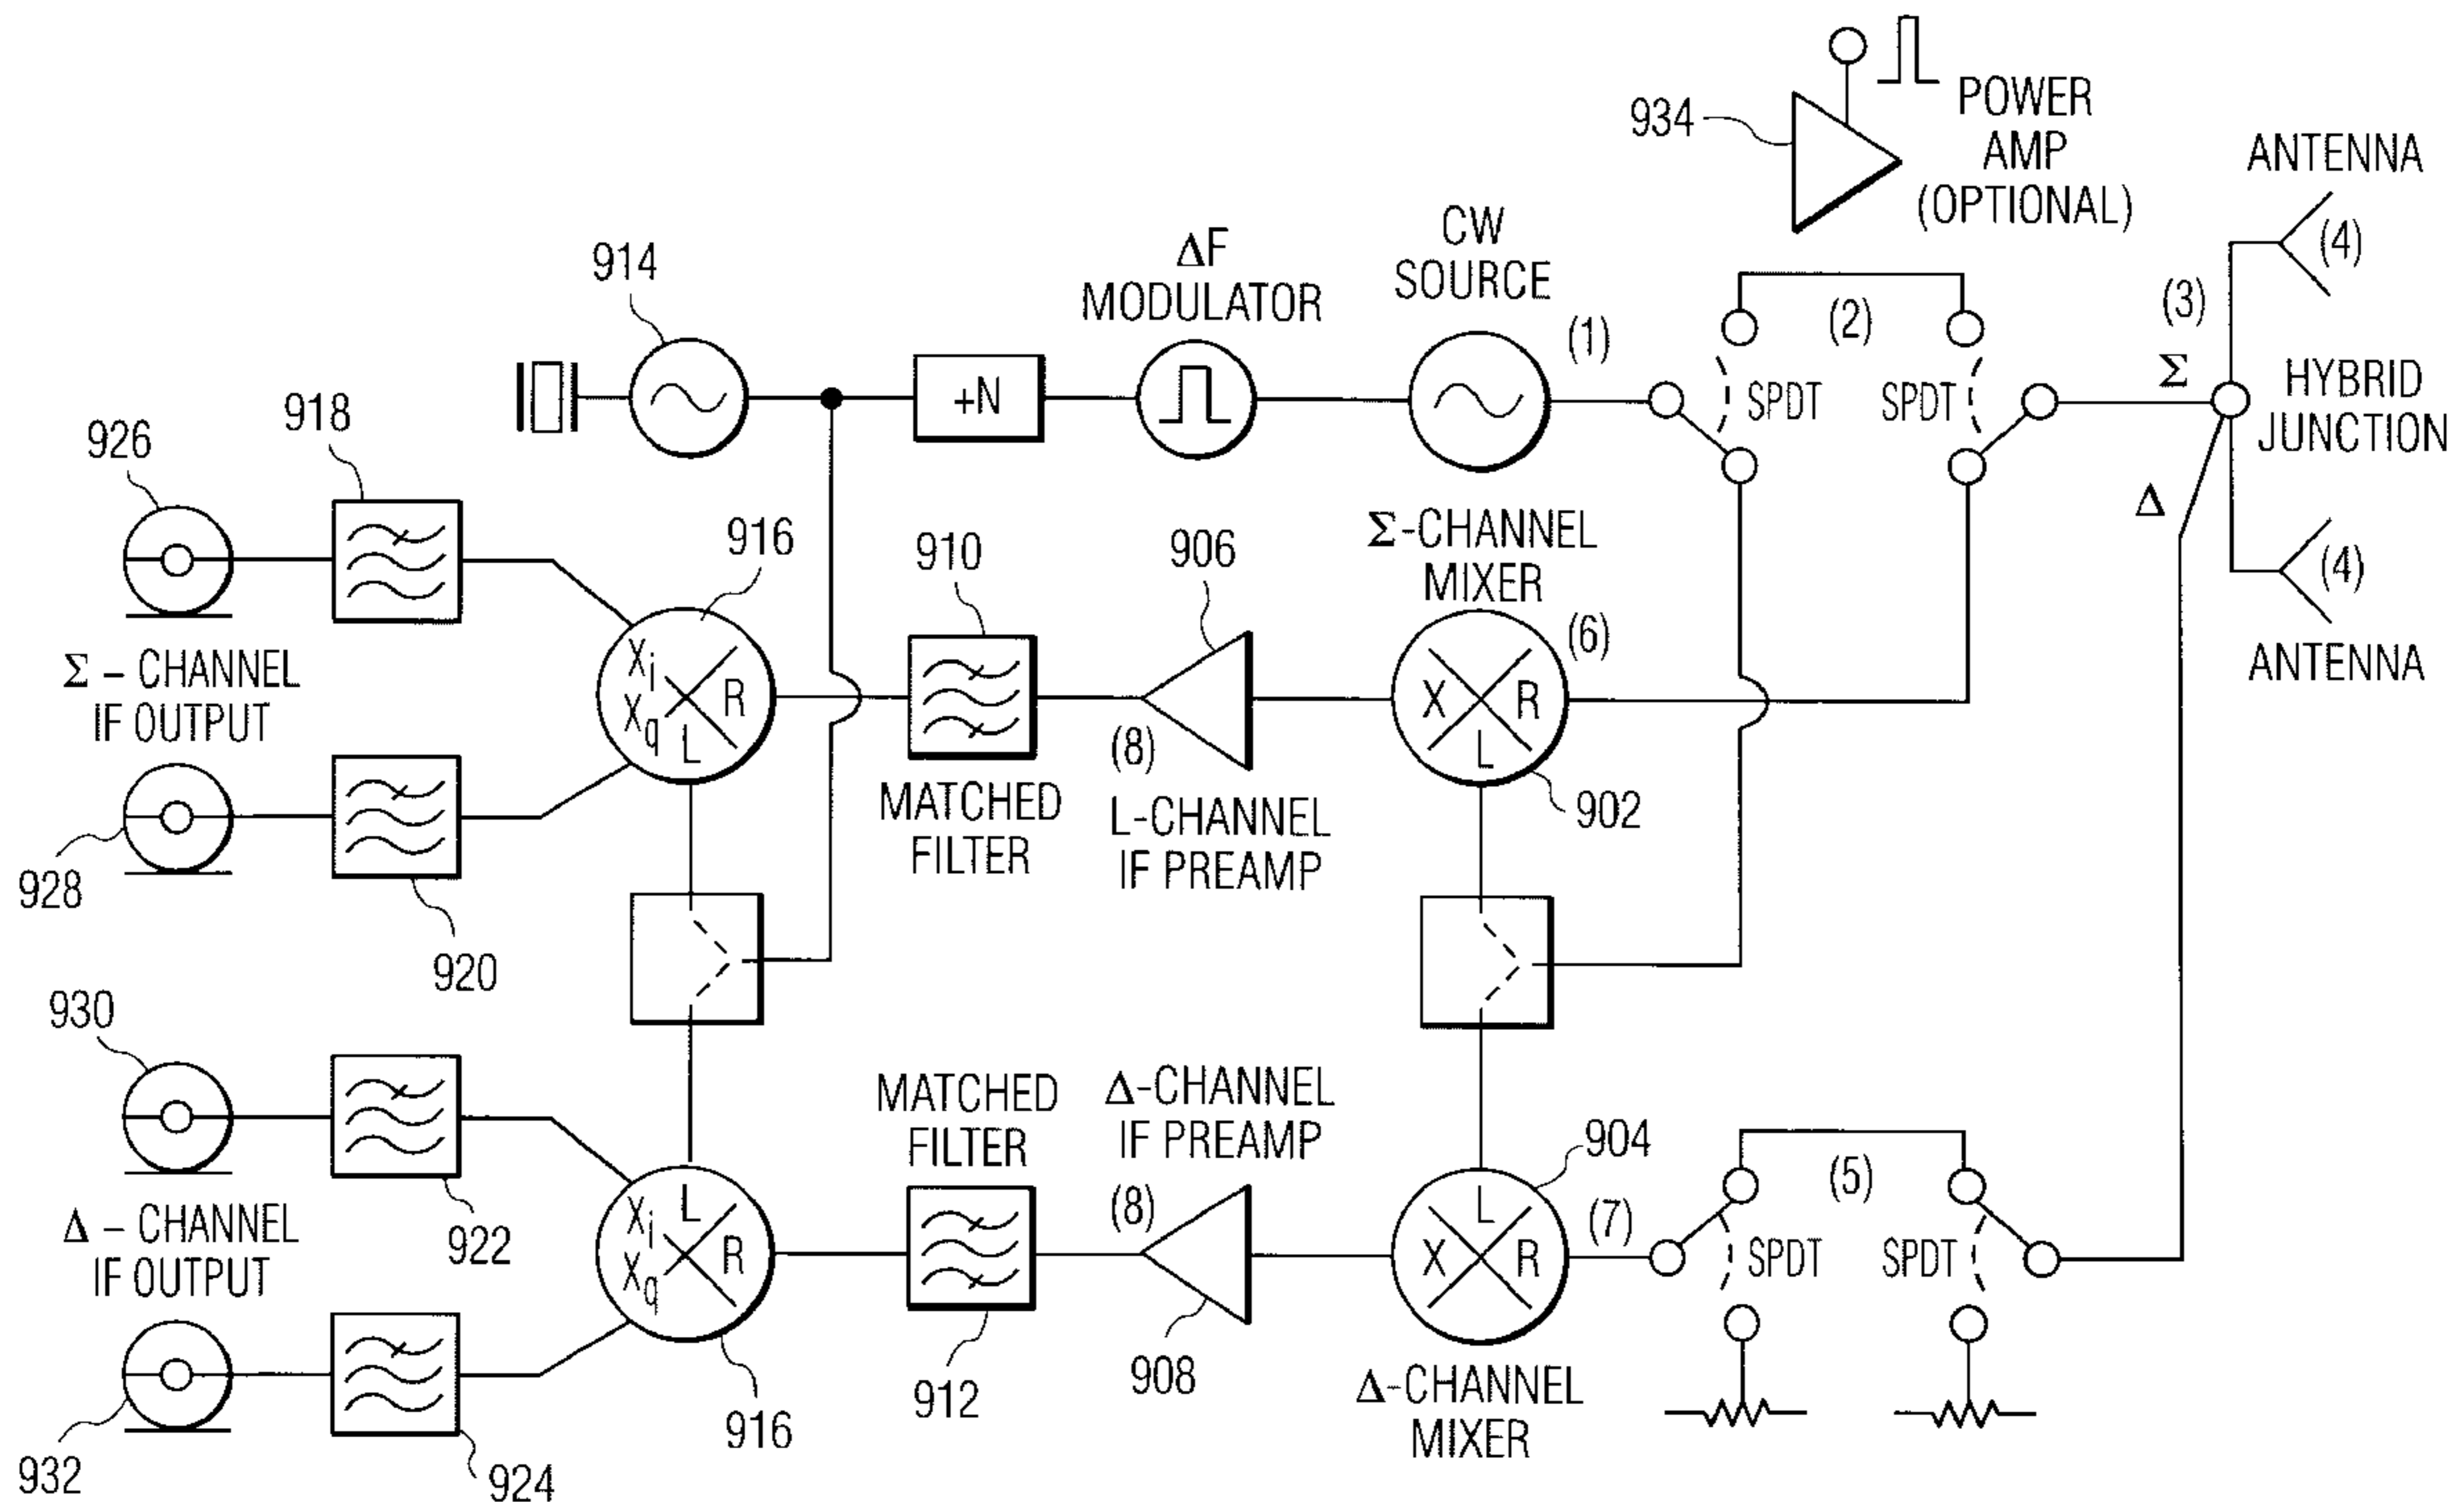 934
POWER
AMP
(OPTIONAL)
ANTENNA
(4)
914
ΔF
MODULATOR
CW
SOURCE
(1)
(2)
(3)
+N
SPDT
SPDT
Σ
HYBRID
JUNCTION
Δ
(4)
ANTENNA
926
918
916
910
906
Σ-CHANNEL
MIXER
(6)
Σ – CHANNEL
IF OUTPUT
Xi
Xq
R
L
(8)
X
R
L
902
MATCHED
FILTER
L-CHANNEL
IF PREAMP
928
920
930
MATCHED
FILTER
Δ-CHANNEL
IF PREAMP
904
(5)
Δ – CHANNEL
IF OUTPUT
922
Xi
Xq
L
R
(8)
L
X
R
(7)
SPDT
SPDT
932
924
916
912
908
Δ-CHANNEL
MIXER